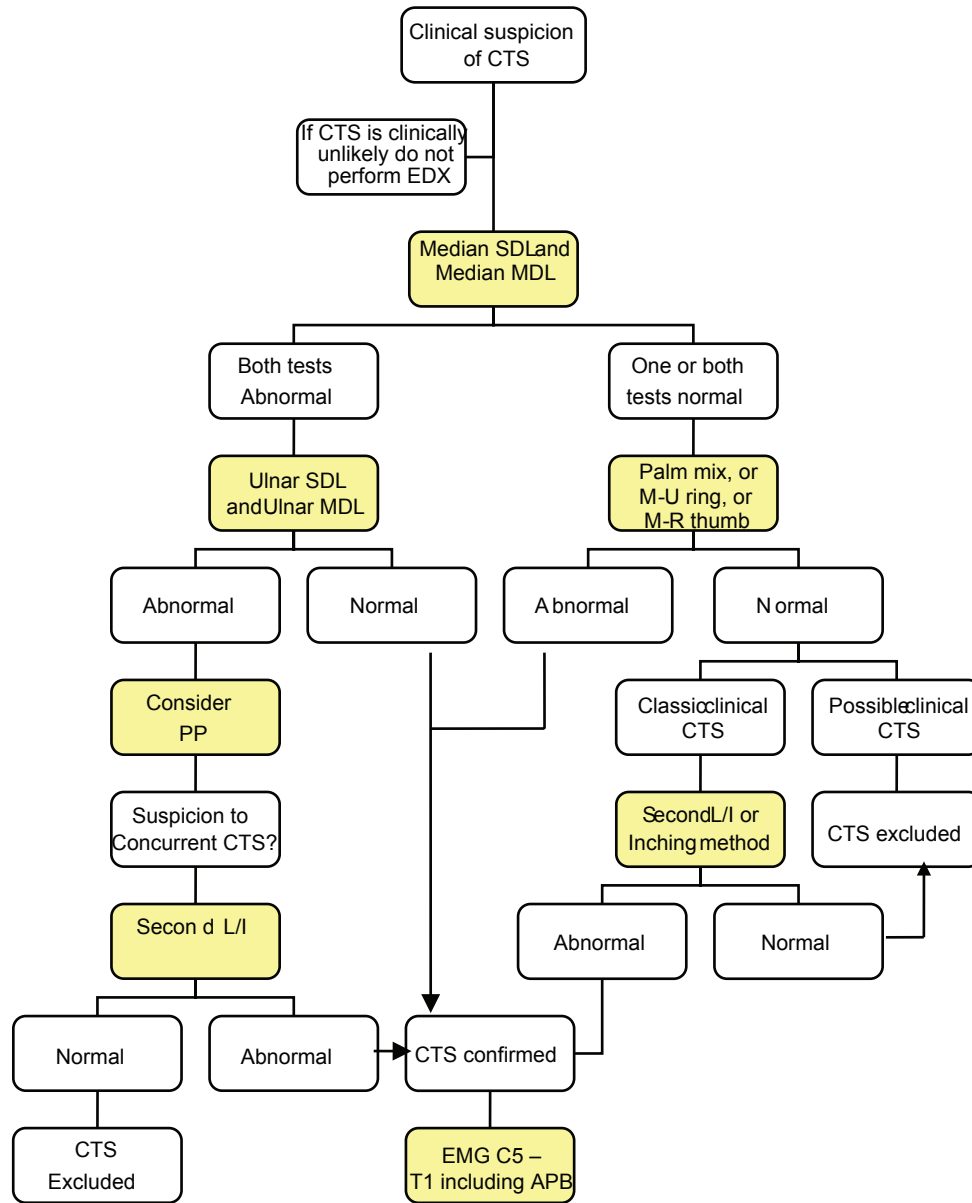 Clinical suspicion
of CTS
If CTS is clinically
unlikely do not
perform EDX
Median SDLand
Median MDL
Both tests
Abnormal
One or both
tests normal
Ulnar SDL
andUlnar MDL
Palm mix, or
M-U ring, or
M-R thumb
Abnormal
Normal
A bnormal
N ormal
Consider
PP
Classicclinical
CTS
Possibleclinical
CTS
Suspicion to
Concurrent CTS?
SecondL/I or
Inching method
CTS excluded
Secon d L/I
Abnormal
Normal
Normal
Abnormal
CTS confirmed
CTS
Excluded
EMG C5 –
T1 including APB